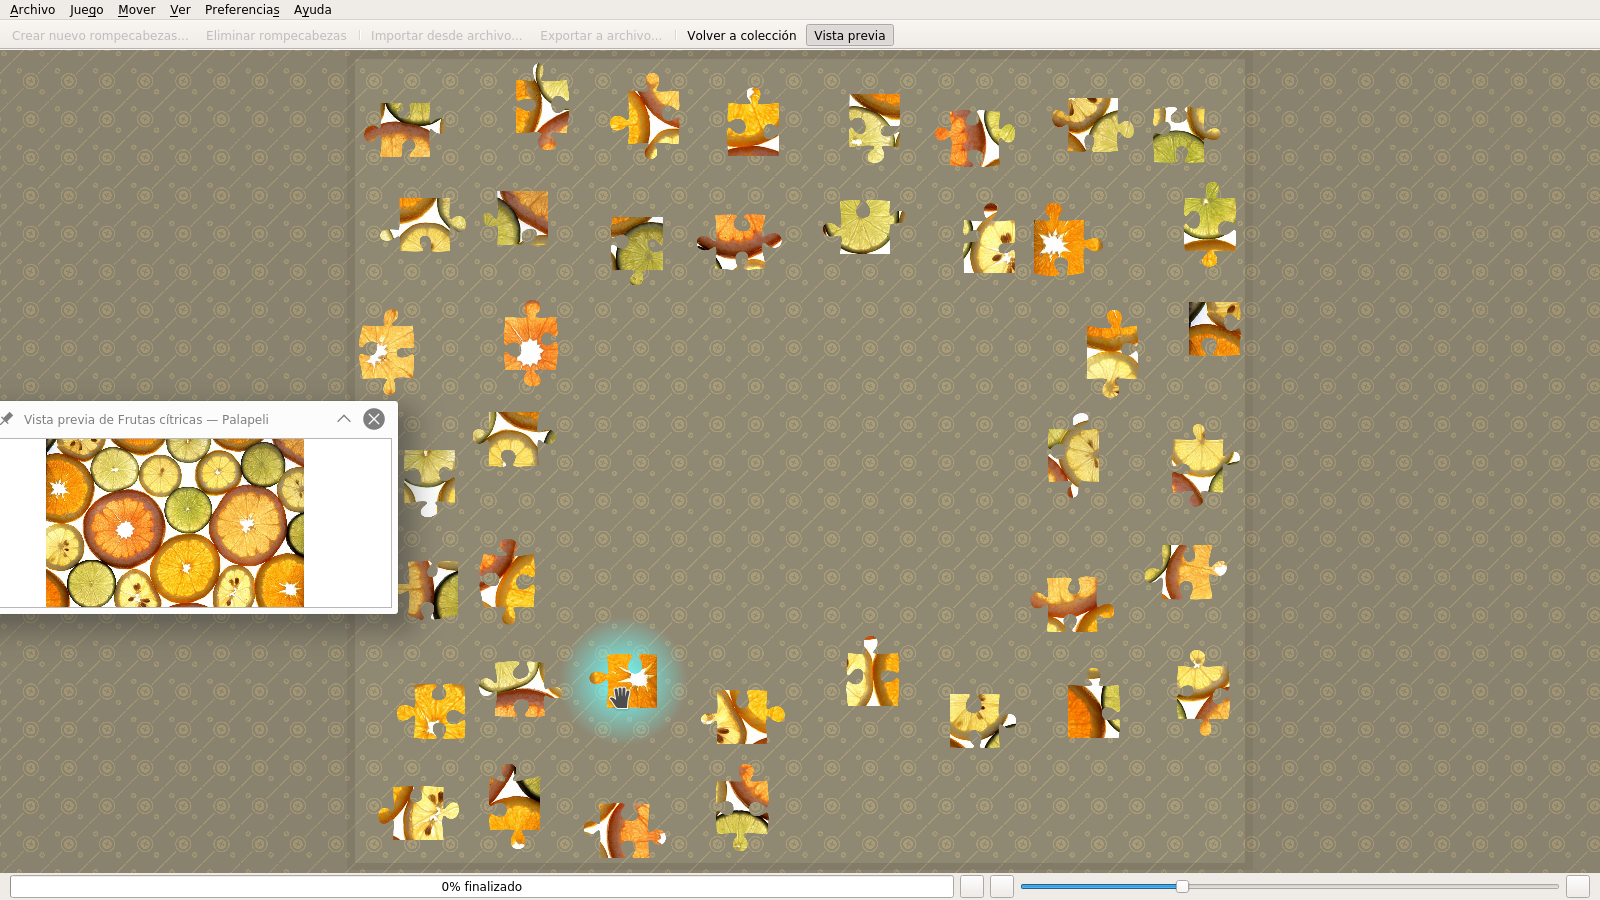 Archivo Juego Mover Ver Preferencias Ayuda
Crear nuevo rompecabezas... Eliminar rompecabezas Importar desde archivo... Exportar a archivo... Volver a colección Vista previa
Vista previa de Frutas cítricas — Palapeli
0% finalizado